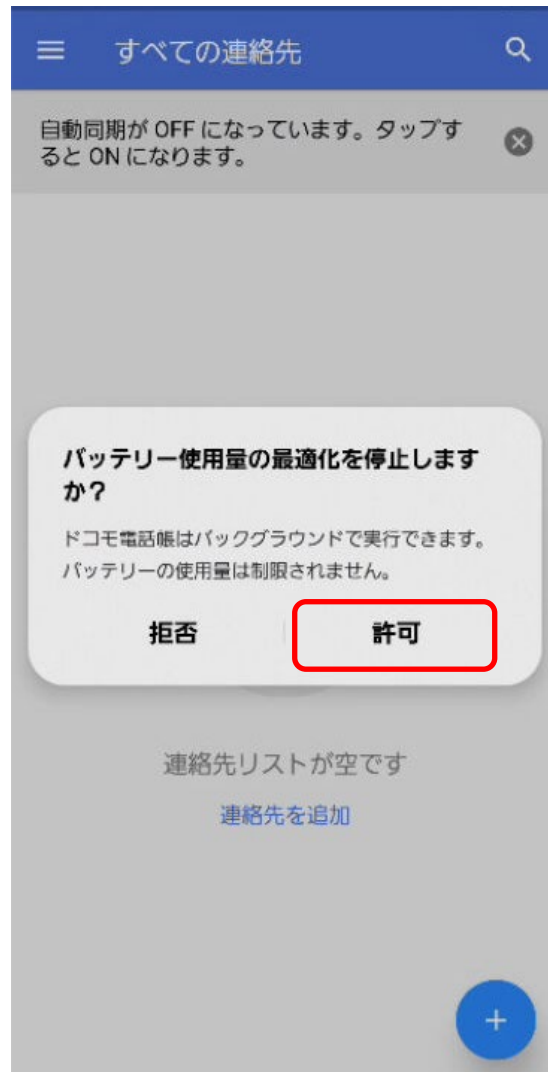 すべての連絡先
自動同期が OFF になっています。タップす
ると ON になります。
バッテリー使用量の最適化を停止します
か？
ドコモ電話帳はバックグラウンドで実行できます。
バッテリーの使用量は制限されません。
拒否
許可
連絡先リストが空です
連絡先を追加